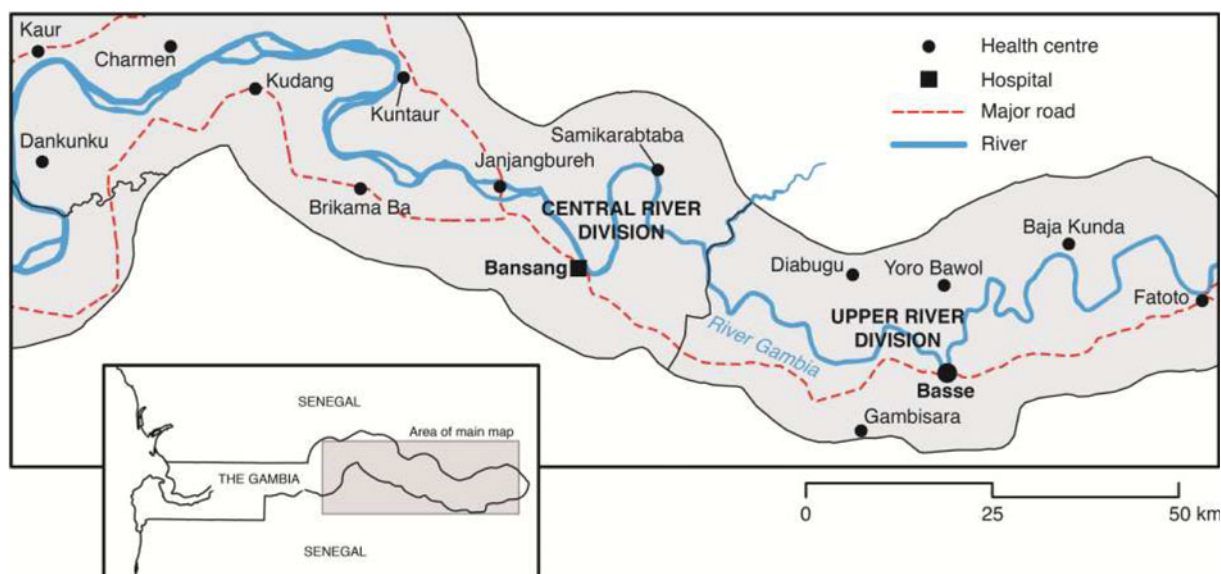 Kaur
Charmen
Kudang
Kuntaur
Dankunku
Brikama Ba
Janjangbureh
Samikarabtaba
CENTRAL RIVER
DIVISION
Bansang
Health centre
Hospital
Major road
River
Diabugu
Yoro Bawol
Baja Kunda
Fatoto
UPPER RIVER
DIVISION
River Gambia
Basse
Gambisara
SENEGAL
Area of main map
THE GAMBIA
SENEGAL
0 25 50 km